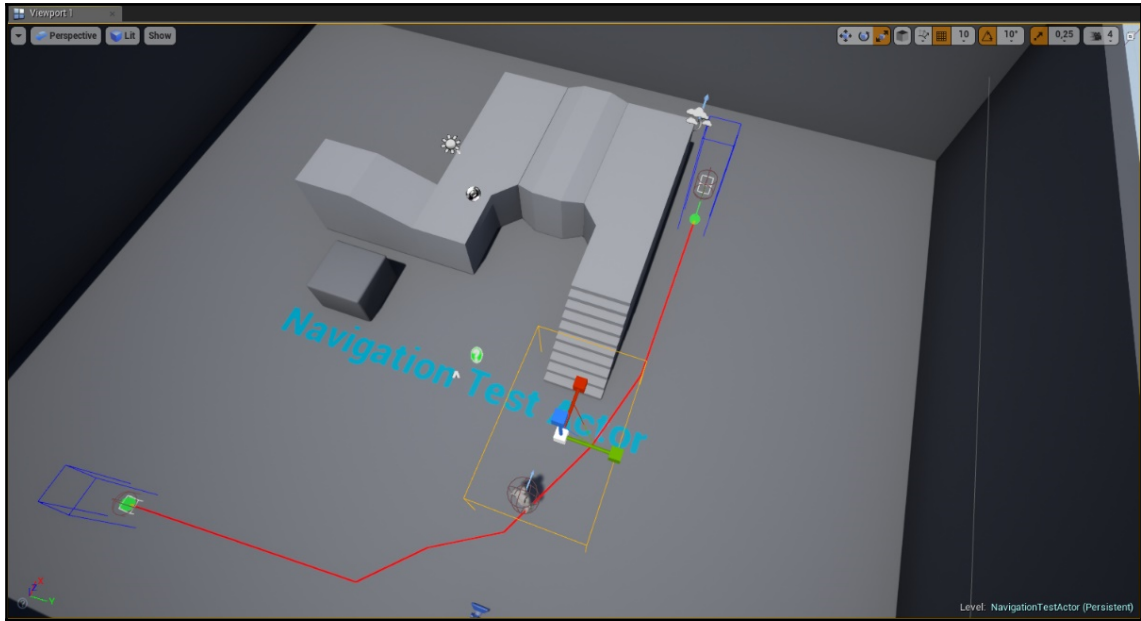 Viewport 1
Perspective Lit Show 10 10° 0,25 4
Navigation Test Actor
X
Z
Y
Level: NavigationTestActor (Persistent)